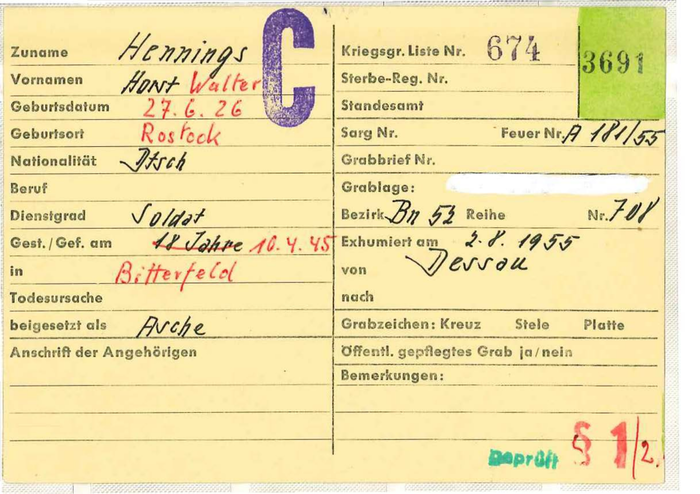 C
Zuname Hennings
Vornamen Horst Walter
Geburtsdatum 27.6.26
Geburtsort Rostock
Nationalität Dtsch
Beruf
Dienstgrad Soldat
Gest./Gef. am 18 Jahre 10.4.45
in Bitterfeld
Todesursache
beigesetzt als Asche
Anschrift der Angehörigen
Kriegsgr. Liste Nr. 674 3691
Sterbe-Reg. Nr.
Standesamt
Sarg Nr. Feuer Nr. A 181/55
Grabbrief Nr.
Grablage:
Bezirk Bn 52 Reihe Nr. 708
Exhumiert am 2.8.1955
von Dessau
nach
Grabzeichen: Kreuz Stele Platte
Öffentl. gepflegtes Grab ja/nein
Bemerkungen:
Geprüft § 1/2.